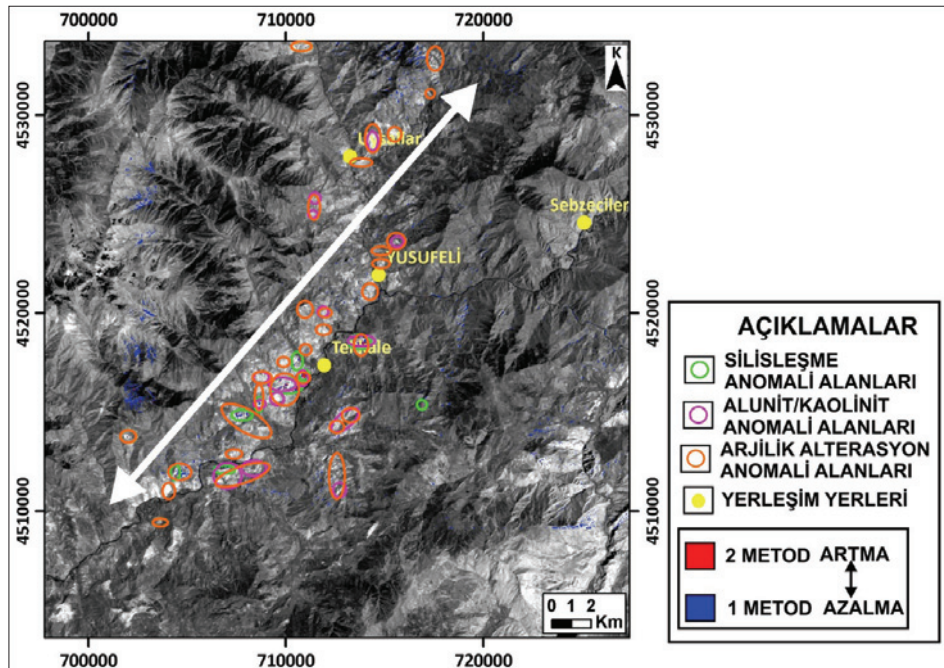 700000 710000 720000
K
4530000 4530000
Sebzeciler
YUSUFELİ
4520000 4520000
4510000 4510000
0 1 2
Km
700000 710000 720000
AÇIKLAMALAR
SİLİSLEŞME
ANOMALİ ALANLARI
ALUNİT/KAOLİNİT
ANOMALİ ALANLARI
ARJİLİK ALTERASYON
ANOMALİ ALANLARI
YERLEŞİM YERLERİ
2 METOD ARTMA
1 METOD AZALMA